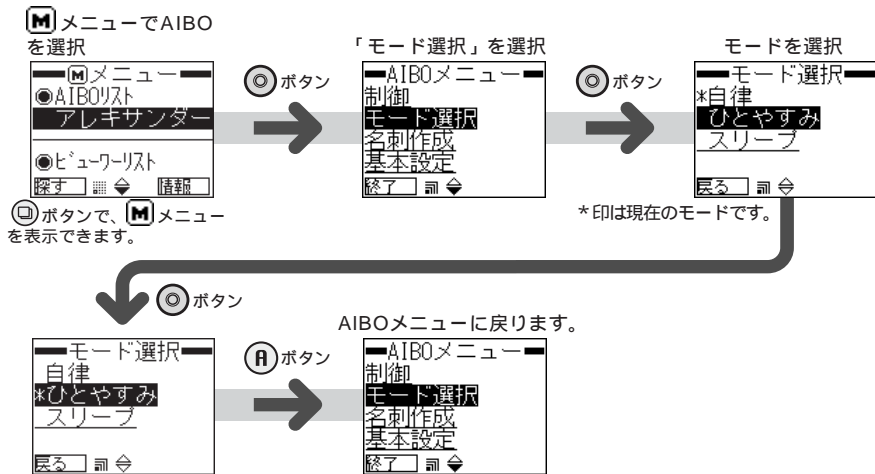 MメニューでAIBO
を選択
Mメニュー
◉AIBOリスト
アレキサンダー
◉ビューワーリスト
探す 情報
ボタンで、Mメニュー
を表示できます。
ボタン
「モード選択」を選択
AIBOメニュー
制御
モード選択
名刺作成
基本設定
終了
ボタン
モードを選択
モード選択
*自律
ひとやすみ
スリープ
戻る
*印は現在のモードです。
ボタン
モード選択
自律
*ひとやすみ
スリープ
戻る
Aボタン
AIBOメニューに戻ります。
AIBOメニュー
制御
モード選択
名刺作成
基本設定
終了